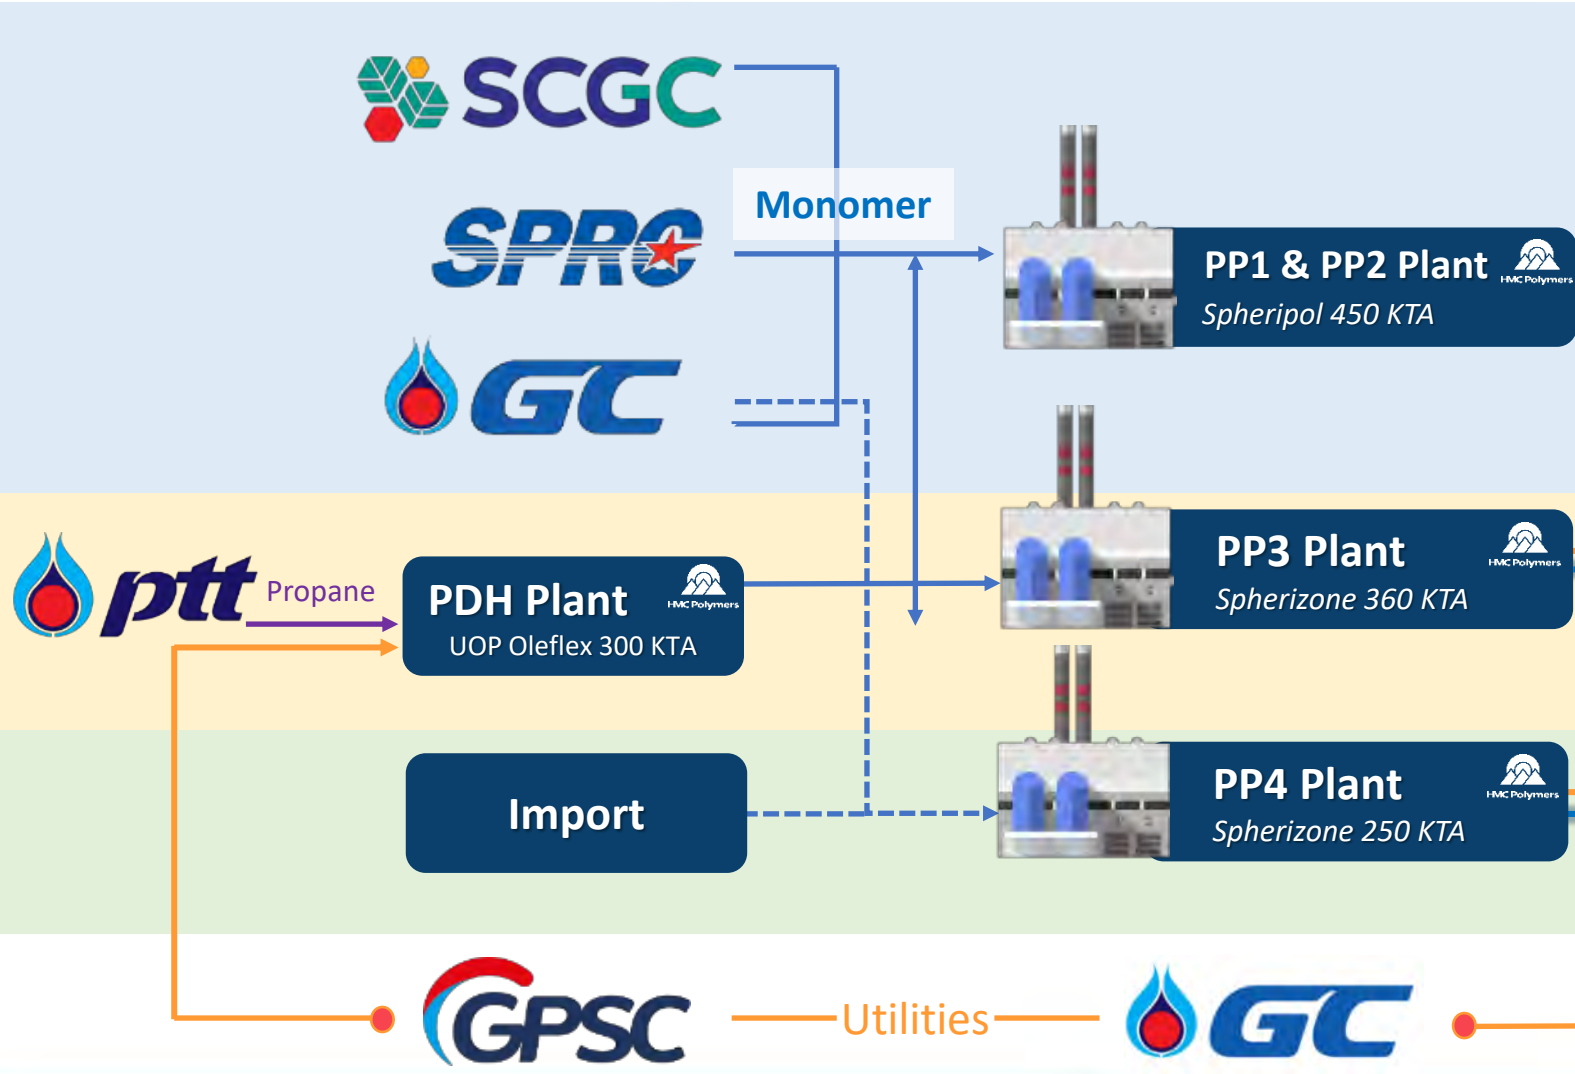 SCGC
Monomer
SPRC
PP1 & PP2 Plant
HMC Polymers
Spheripol 450 KTA
GC
ptt
Propane
PDH Plant
HMC Polymers
UOP Oleflex 300 KTA
PP3 Plant
HMC Polymers
Spherizone 360 KTA
Import
PP4 Plant
HMC Polymers
Spherizone 250 KTA
GPSC
Utilities
GC